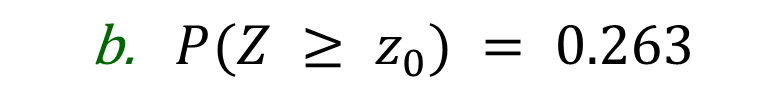 b. P(Z ≥ z₀) = 0.263